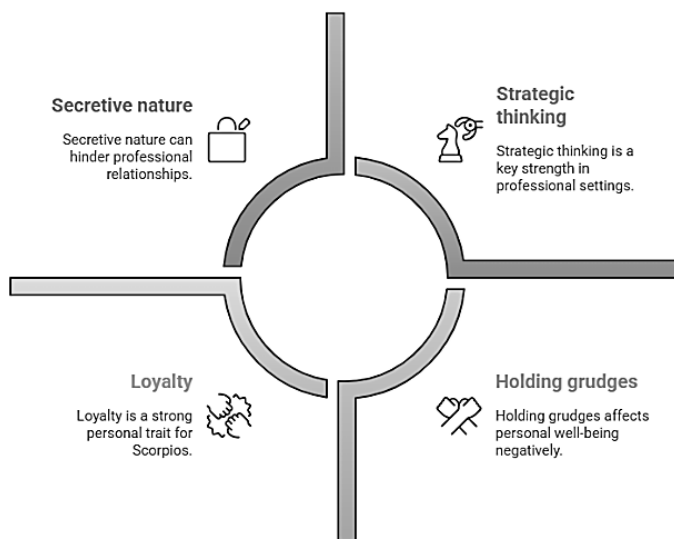 Secretive nature
Secretive nature can
hinder professional
relationships.
Strategic
thinking
Strategic thinking is a
key strength in
professional settings.
Loyalty
Loyalty is a strong
personal trait for
Scorpios.
Holding grudges
Holding grudges affects
personal well-being
negatively.